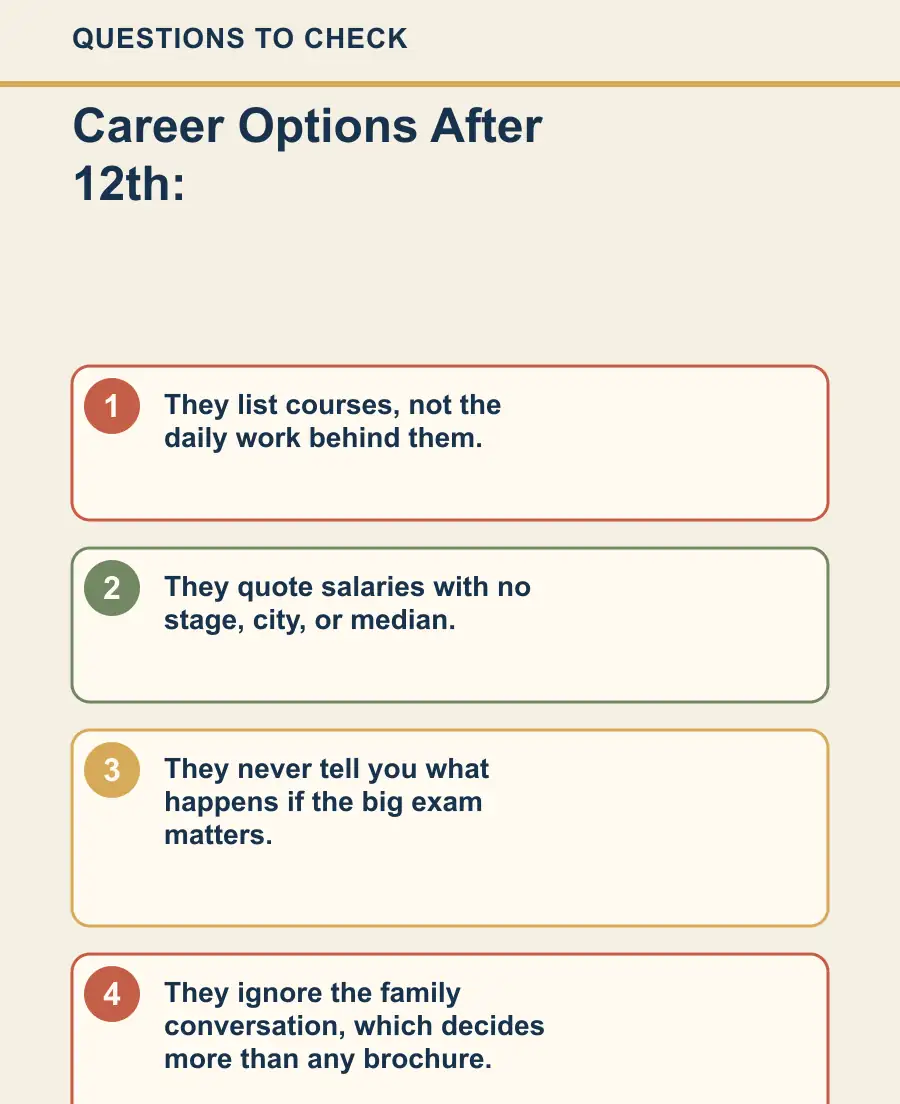 QUESTIONS TO CHECK
Career Options After
12th:
1
They list courses, not the
daily work behind them.
2
They quote salaries with no
stage, city, or median.
3
They never tell you what
happens if the big exam
matters.
4
They ignore the family
conversation, which decides
more than any brochure.